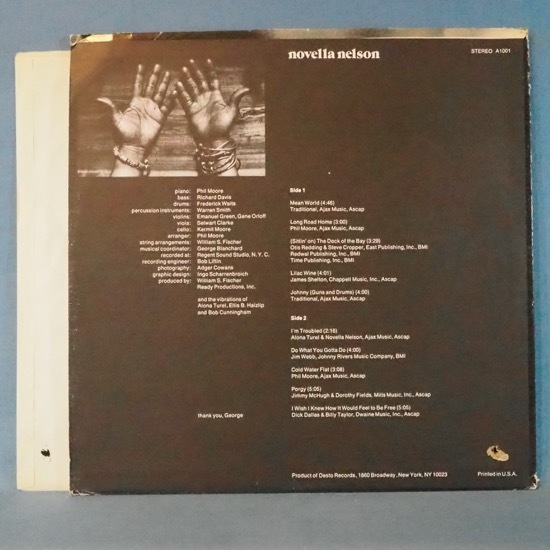 novella nelson
STEREO A1001
piano: Phil Moore
bass: Richard Davis
drums: Frederick Waits
percussion instruments: Warren Smith
violins: Emanuel Green, Gene Orloff
viola: Selwart Clarke
cello: Kermit Moore
arranger: Phil Moore
string arrangements: William S. Fischer
musical coordinator: George Blanchard
recorded at: Regent Sound Studio, N.Y.C.
recording engineer: Bob Liftin
photography: Adger Cowans
graphic design: Ingo Scharrenbroich
produced by: William S. Fischer
Ready Productions, Inc.
and the vibrations of
Alona Turel, Ellis B. Haizlip
and Bob Cunningham
thank you, George
Side 1
Mean World (4:46)
Traditional, Ajax Music, Ascap
Long Road Home (3:00)
Phil Moore, Ajax Music, Ascap
(Sittin' on) The Dock of the Bay (3:29)
Otis Redding & Steve Cropper, East Publishing, Inc., BMI
Redwal Publishing, Inc., BMI
Time Publishing, Inc., BMI
Lilac Wine (4:01)
James Shelton, Chappell Music, Inc., Ascap
Johnny (Guns and Drums) (4:00)
Traditional, Ajax Music, Ascap
Side 2
I'm Troubled (2:16)
Alona Turel & Novella Nelson, Ajax Music, Ascap
Do What You Gotta Do (4:00)
Jim Webb, Johnny Rivers Music Company, BMI
Cold Water Flat (3:08)
Phil Moore, Ajax Music, Ascap
Porgy (5:05)
Jimmy McHugh & Dorothy Fields, Mills Music, Inc., Ascap
I Wish I Knew How It Would Feel to Be Free (5:05)
Dick Dallas & Billy Taylor, Dwaine Music, Inc., Ascap
Product of Desto Records, 1860 Broadway, New York, NY 10023
Printed in U.S.A.